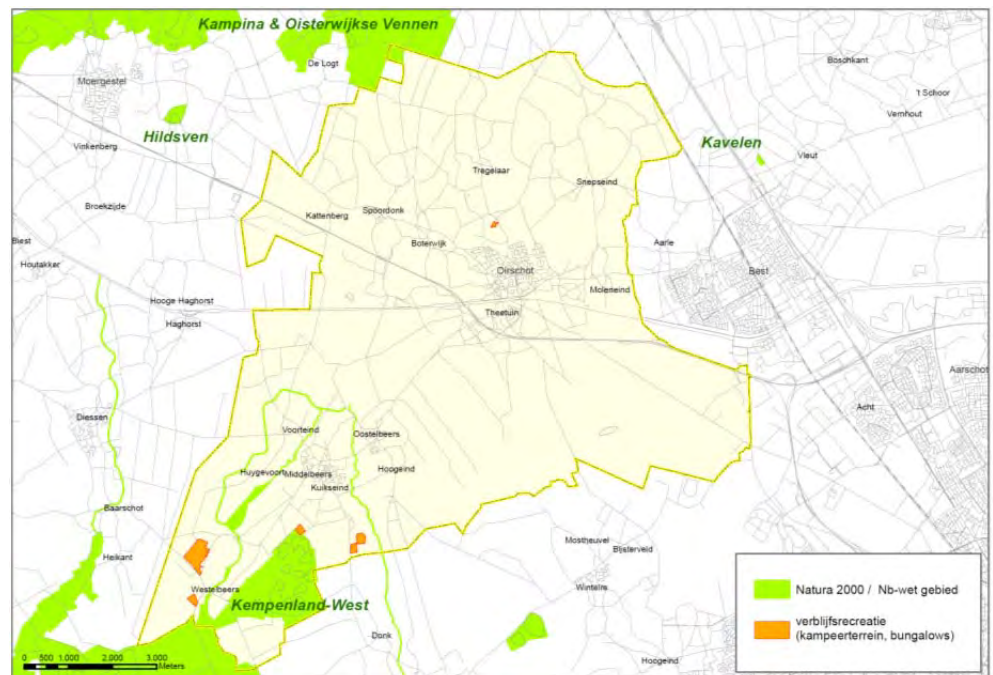 Kampina & Oisterwijkse Vennen
De Logt
Boschkant
Moergestel
't Schoor
Vernhout
Hildsven
Kavelen
Vinkenberg
Vleut
Tregelaar
Snepseind
Broekzijde
Kattenberg
Spoordonk
Biest
Boterwijk
Aarle
Houtakker
Oirschot
Best
Moleneind
Hooge Haghorst
Theetuin
Haghorst
Aarschot
Acht
Diessen
Voorteind
Oostelbeers
Huygevoort
Middelbeers
Hoogeind
Kuikseind
Baarschot
Heikant
Mostheuvel
Bijsterveld
Westelbeers
Wintelre
Kempenland-West
Donk
Hoogeind
Natura 2000 / Nb-wet gebied
verblijfsrecreatie
(kampeerterrein, bungalows)
0 500 1.000 2.000 3.000
Meters